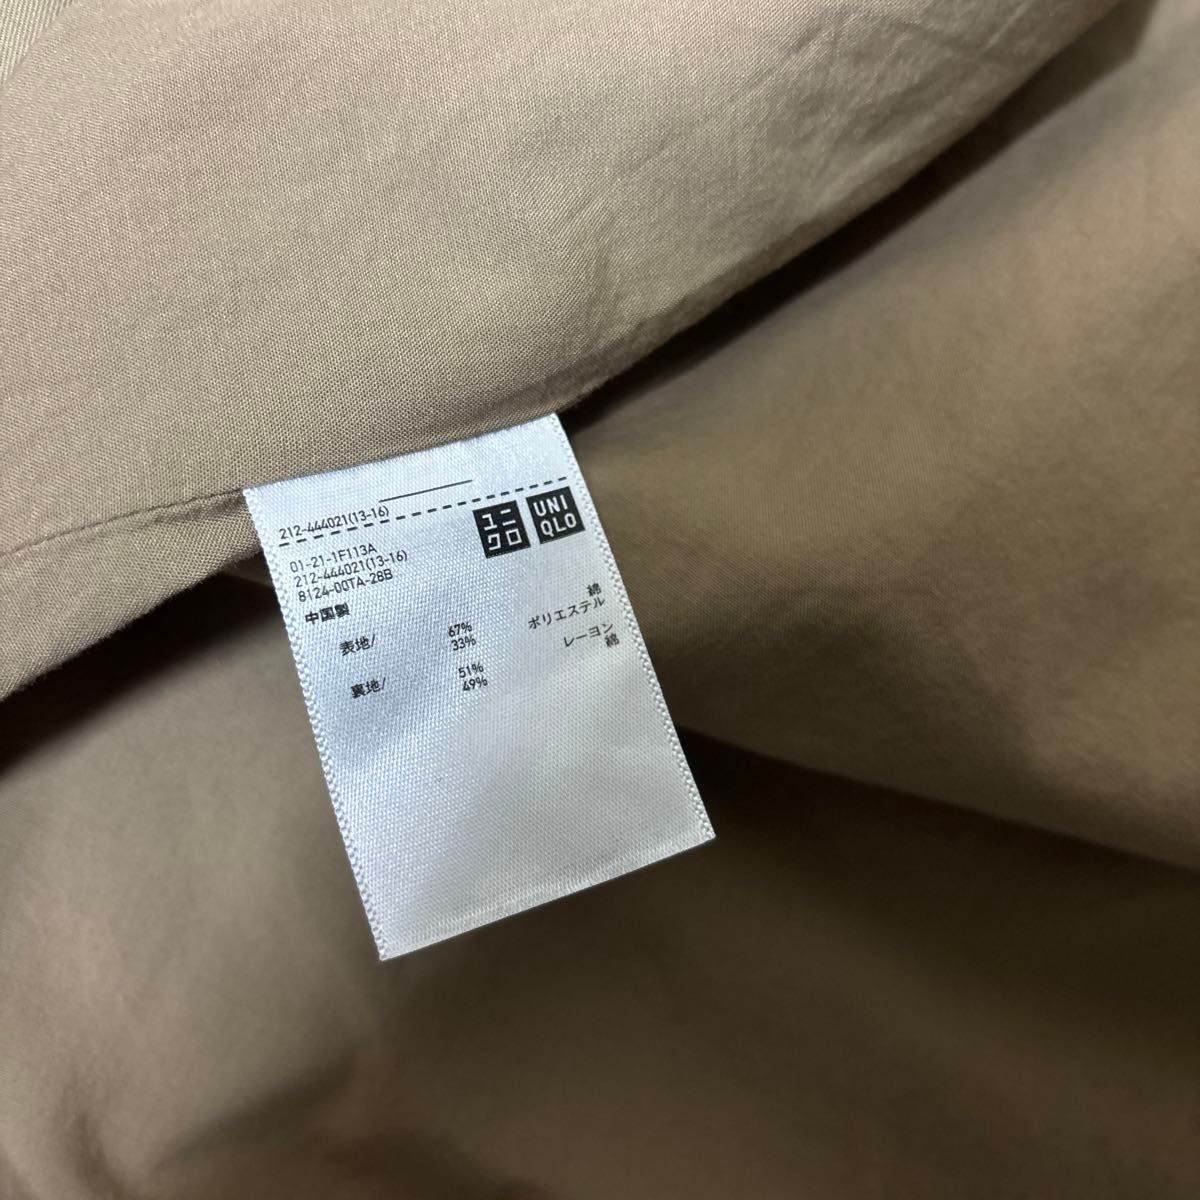 212-444021(13-16)
ユニ
クロ
UNI
QLO
01-21-1F113A
212-444021(13-16)
8124-00TA-28B
中国製
表地/ 67% 綿
33% ポリエステル
裏地/ 51% レーヨン
49% 綿